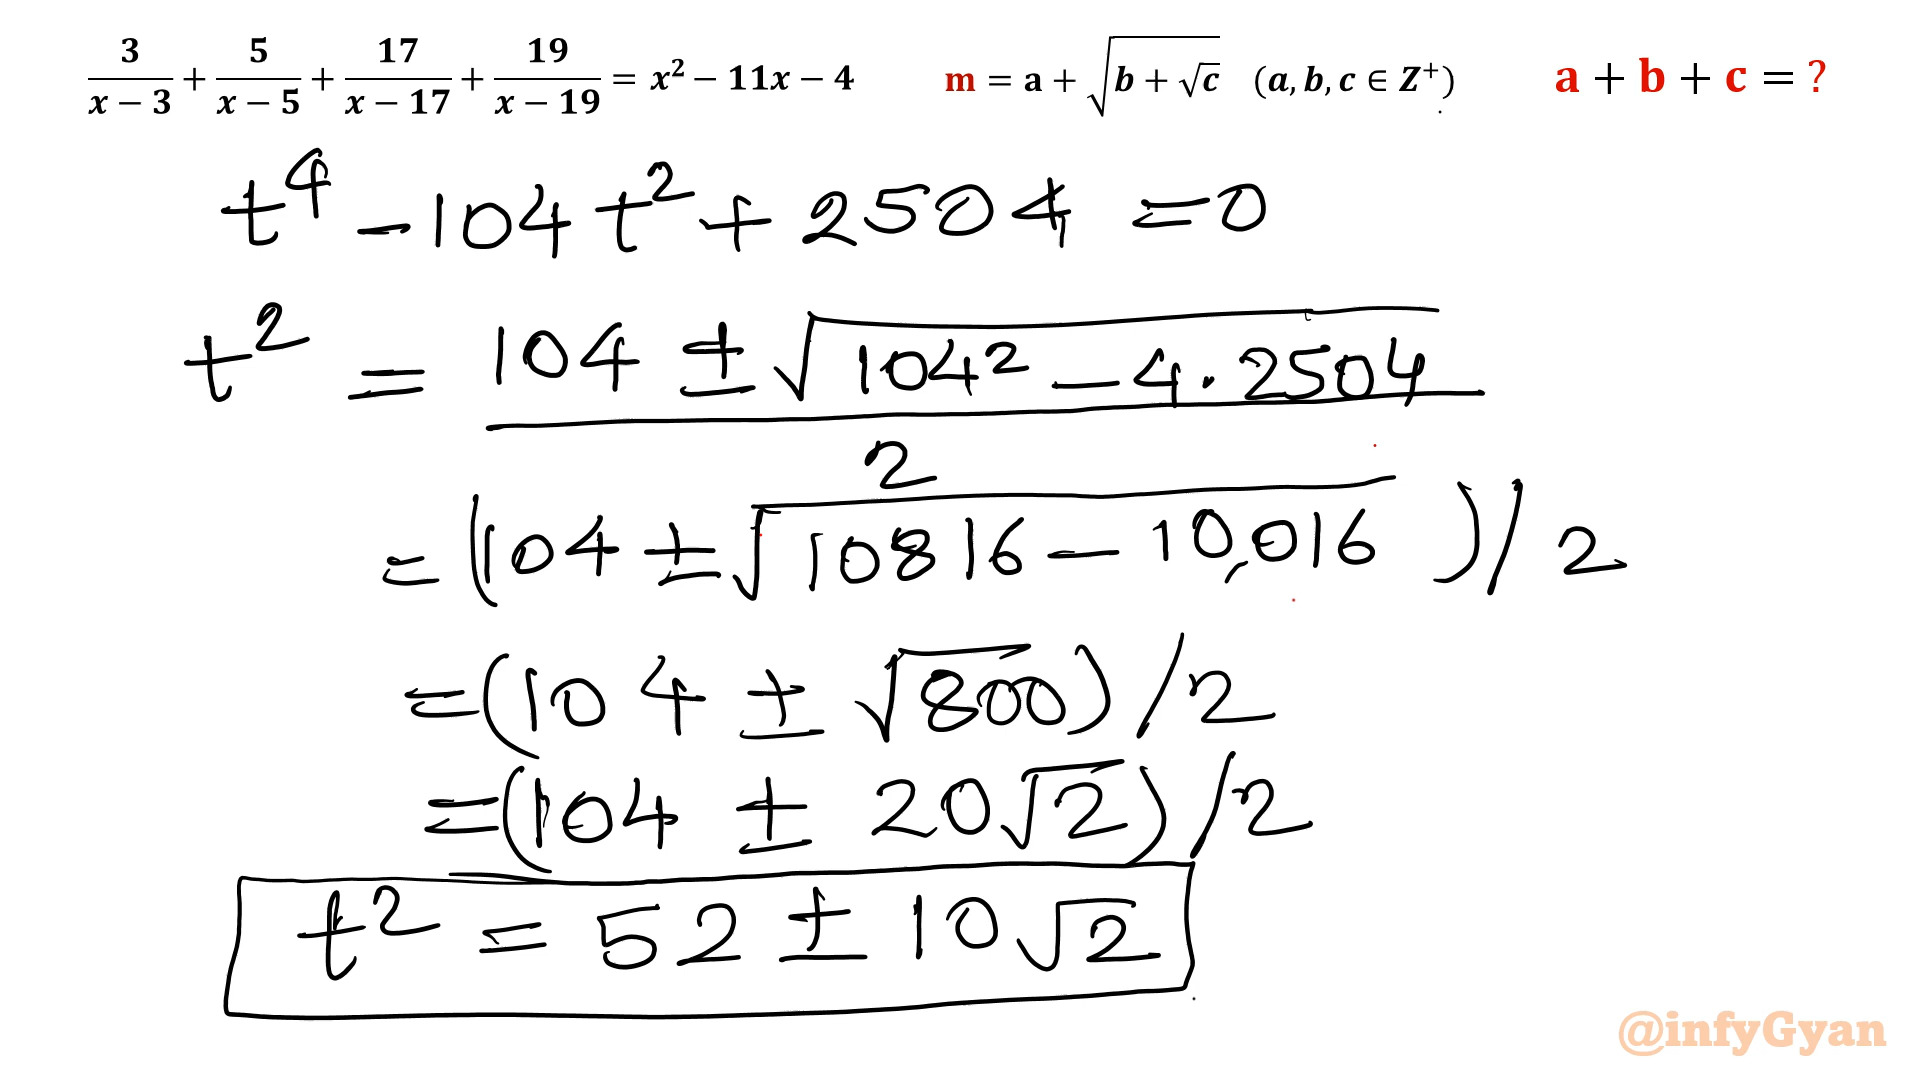 3/(x − 3) + 5/(x − 5) + 17/(x − 17) + 19/(x − 19) = x² − 11x − 4 m = a + √(b + √c) (a, b, c ∈ Z⁺) a + b + c = ?
t⁴ − 104t² + 2504 = 0
t² = (104 ± √(104² − 4·2504))/2
= (104 ± √(10816 − 10,016))/2
= (104 ± √800)/2
= (104 ± 20√2)/2
t² = 52 ± 10√2
@infyGyan